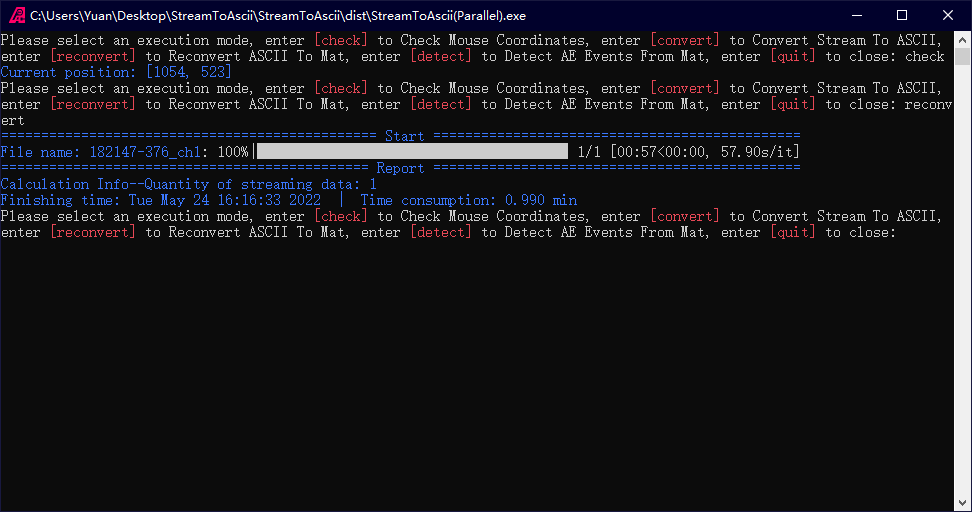 C:\Users\Yuan\Desktop\StreamToAscii\StreamToAscii\dist\StreamToAscii(Parallel).exe
Please select an execution mode, enter [check] to Check Mouse Coordinates, enter [convert] to Convert Stream To ASCII,
enter [reconvert] to Reconvert ASCII To Mat, enter [detect] to Detect AE Events From Mat, enter [quit] to close: check
Current position: [1054, 523]
Please select an execution mode, enter [check] to Check Mouse Coordinates, enter [convert] to Convert Stream To ASCII,
enter [reconvert] to Reconvert ASCII To Mat, enter [detect] to Detect AE Events From Mat, enter [quit] to close: reconv
ert
=============================================== Start ==============================================
File name: 182147-376_ch1: 100%|███████████████████████████████████████| 1/1 [00:57<00:00, 57.90s/it]
============================================== Report ==============================================
Calculation Info--Quantity of streaming data: 1
Finishing time: Tue May 24 16:16:33 2022  |  Time consumption: 0.990 min
Please select an execution mode, enter [check] to Check Mouse Coordinates, enter [convert] to Convert Stream To ASCII,
enter [reconvert] to Reconvert ASCII To Mat, enter [detect] to Detect AE Events From Mat, enter [quit] to close: